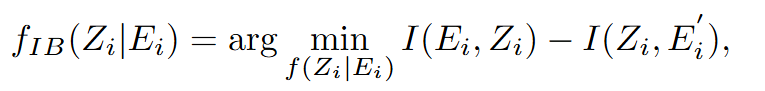 f_{IB}(Z_i|E_i) = arg min_{f(Z_i|E_i)} I(E_i, Z_i) − I(Z_i, E_i^{'}),